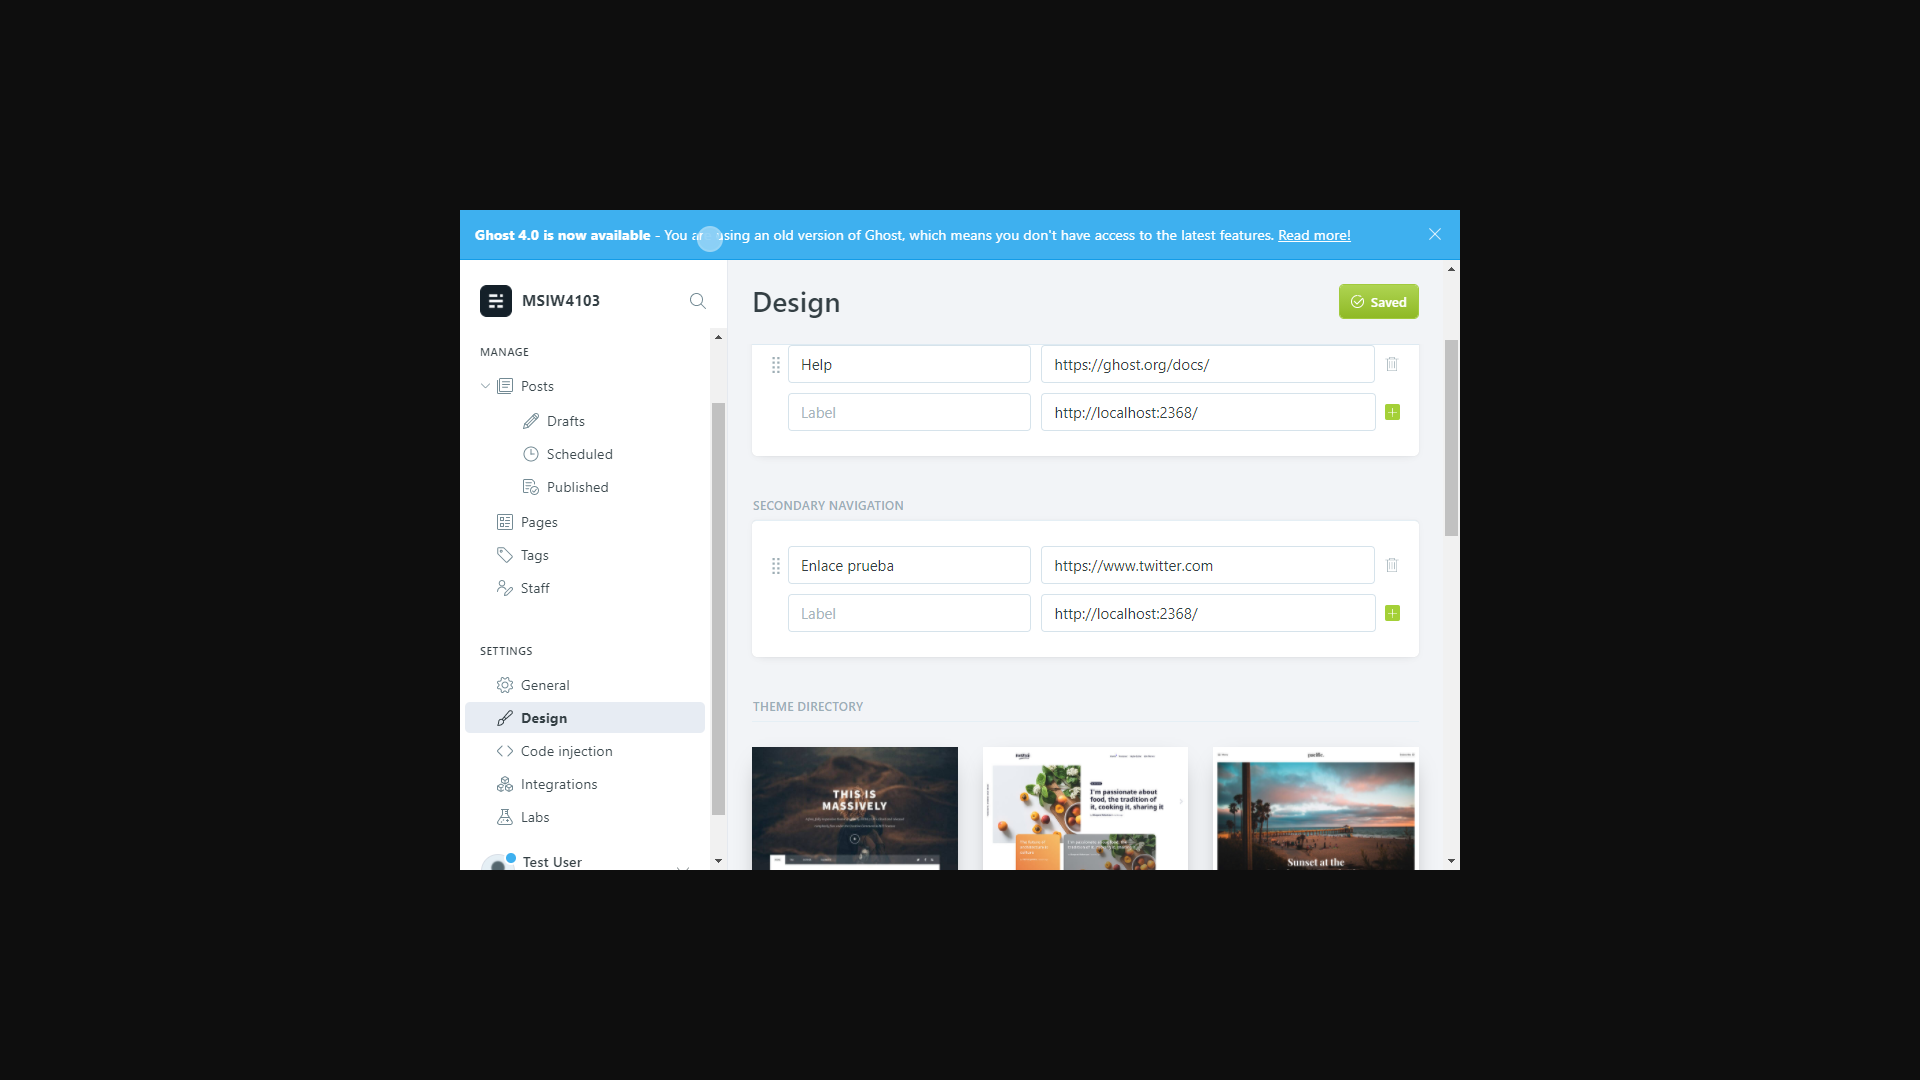 Ghost 4.0 is now available - You are using an old version of Ghost, which means you don't have access to the latest features. Read more!
MSIW4103
MANAGE
Posts
Drafts
Scheduled
Published
Pages
Tags
Staff
SETTINGS
General
Design
Code injection
Integrations
Labs
Test User
Design
Saved
Help https://ghost.org/docs/
Label http://localhost:2368/
SECONDARY NAVIGATION
Enlace prueba https://www.twitter.com
Label http://localhost:2368/
THEME DIRECTORY
THIS IS
MASSIVELY
I'm passionate about
food, the tradition of
it, cooking it, sharing it
Sunset at the